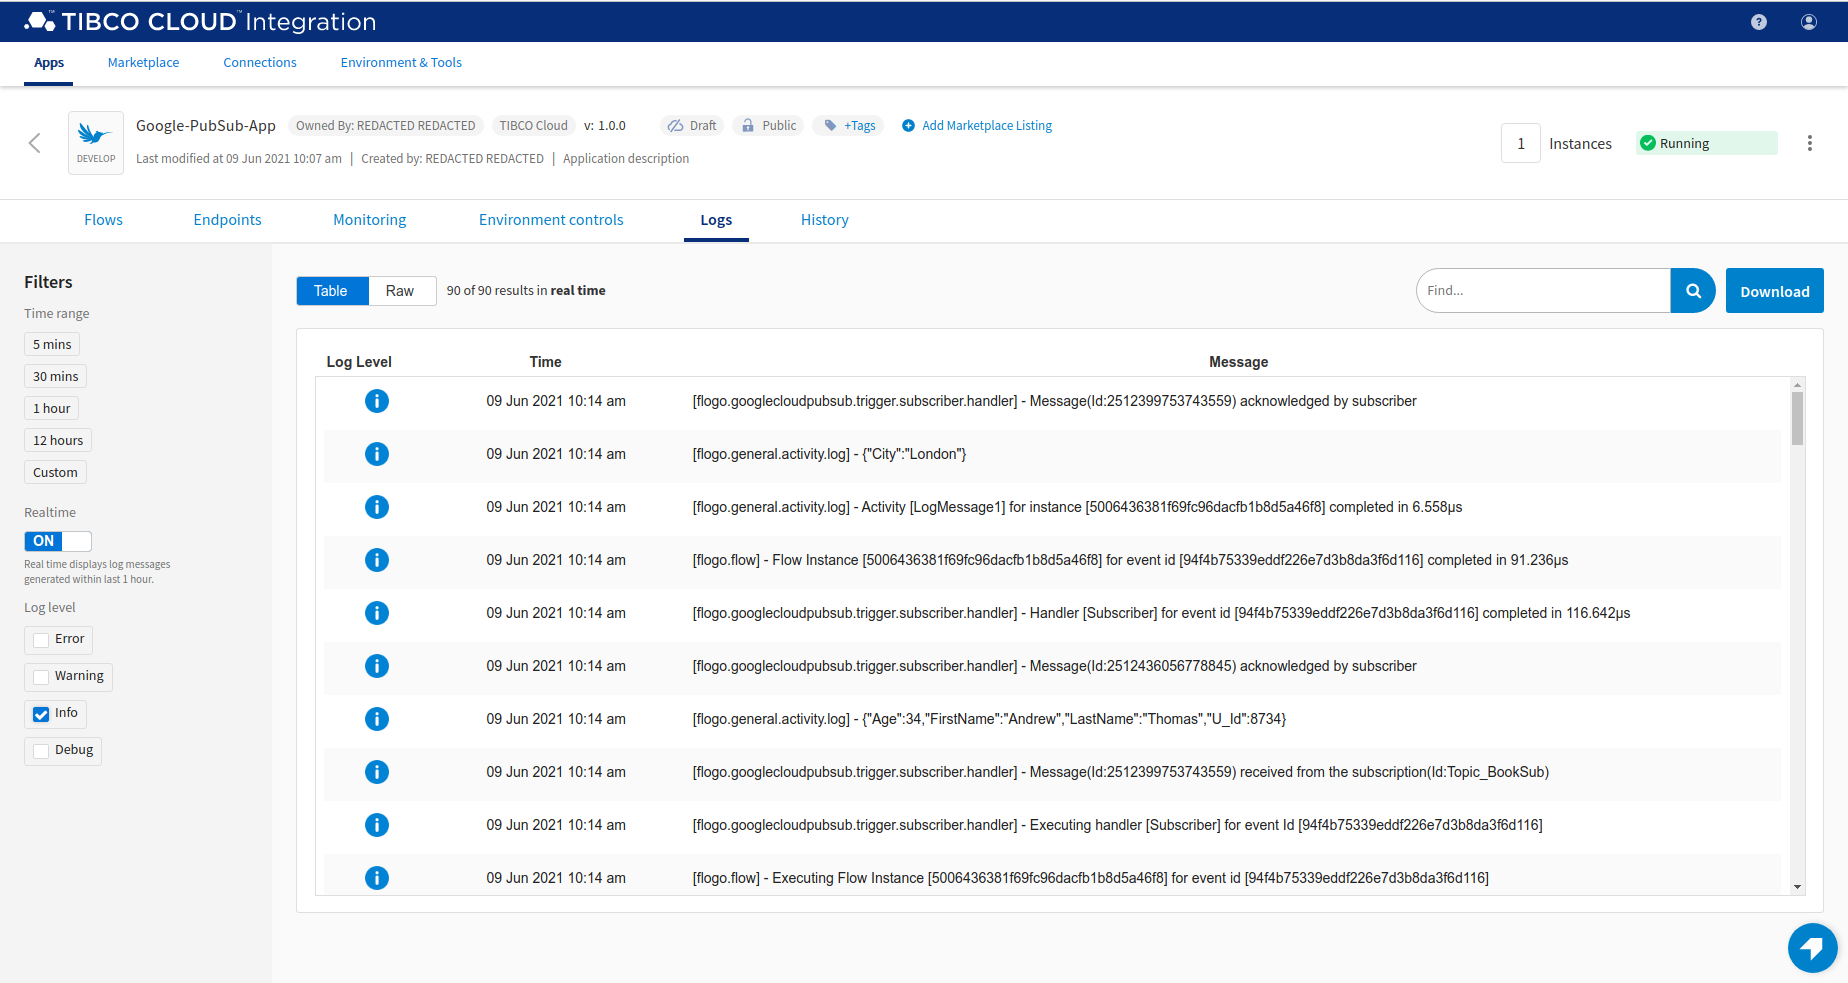 TIBCO CLOUD™ Integration
?
Apps Marketplace Connections Environment & Tools
DEVELOP
Google-PubSub-App Owned By: REDACTED REDACTED TIBCO Cloud v: 1.0.0 Draft Public +Tags Add Marketplace Listing
Last modified at 09 Jun 2021 10:07 am | Created by: REDACTED REDACTED | Application description
1 Instances Running
Flows Endpoints Monitoring Environment controls Logs History
Filters
Time range
5 mins
30 mins
1 hour
12 hours
Custom
Realtime
ON
Real time displays log messages
generated within last 1 hour.
Log level
Error
Warning
Info
Debug
Table Raw 90 of 90 results in real time Find... Download
Log Level Time Message
09 Jun 2021 10:14 am [flogo.googlecloudpubsub.trigger.subscriber.handler] - Message(Id:2512399753743559) acknowledged by subscriber
09 Jun 2021 10:14 am [flogo.general.activity.log] - {"City":"London"}
09 Jun 2021 10:14 am [flogo.general.activity.log] - Activity [LogMessage1] for instance [5006436381f69fc96dacfb1b8d5a46f8] completed in 6.558µs
09 Jun 2021 10:14 am [flogo.flow] - Flow Instance [5006436381f69fc96dacfb1b8d5a46f8] for event id [94f4b75339eddf226e7d3b8da3f6d116] completed in 91.236µs
09 Jun 2021 10:14 am [flogo.googlecloudpubsub.trigger.subscriber.handler] - Handler [Subscriber] for event id [94f4b75339eddf226e7d3b8da3f6d116] completed in 116.642µs
09 Jun 2021 10:14 am [flogo.googlecloudpubsub.trigger.subscriber.handler] - Message(Id:2512436056778845) acknowledged by subscriber
09 Jun 2021 10:14 am [flogo.general.activity.log] - {"Age":34,"FirstName":"Andrew","LastName":"Thomas","U_Id":8734}
09 Jun 2021 10:14 am [flogo.googlecloudpubsub.trigger.subscriber.handler] - Message(Id:2512399753743559) received from the subscription(Id:Topic_BookSub)
09 Jun 2021 10:14 am [flogo.googlecloudpubsub.trigger.subscriber.handler] - Executing handler [Subscriber] for event Id [94f4b75339eddf226e7d3b8da3f6d116]
09 Jun 2021 10:14 am [flogo.flow] - Executing Flow Instance [5006436381f69fc96dacfb1b8d5a46f8] for event id [94f4b75339eddf226e7d3b8da3f6d116]